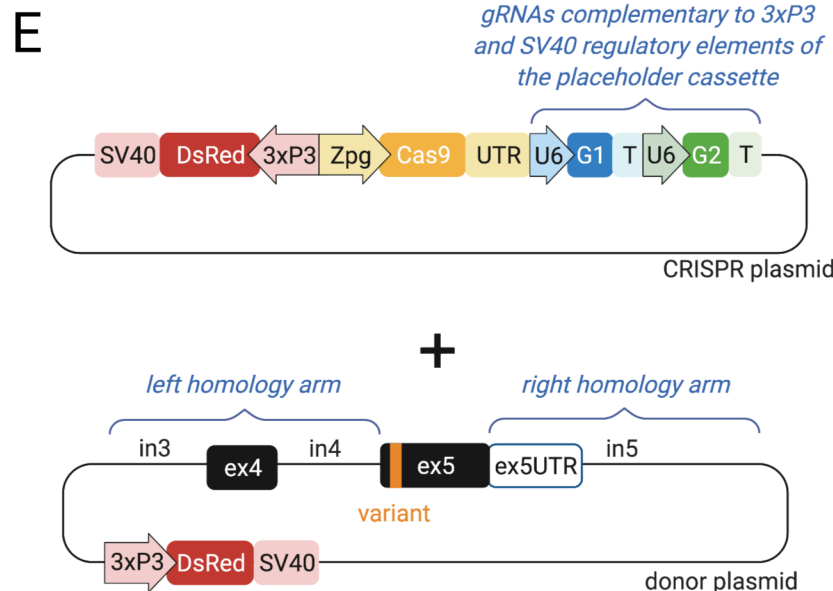 E
gRNAs complementary to 3xP3
and SV40 regulatory elements of
the placeholder cassette
SV40 DsRed 3xP3 Zpg Cas9 UTR U6 G1 T U6 G2 T
CRISPR plasmid
+
left homology arm right homology arm
in3 ex4 in4 ex5 ex5UTR in5
variant
3xP3 DsRed SV40
donor plasmid